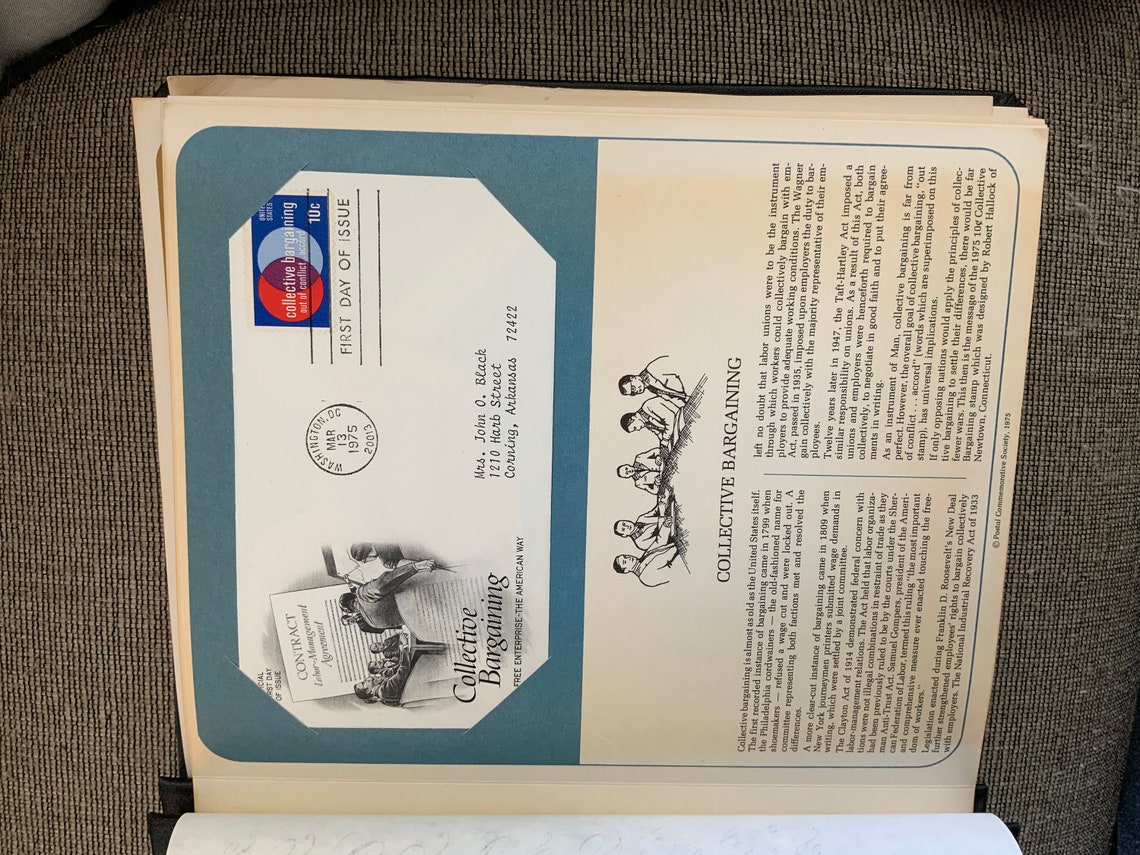 UNITED
STATES
10c
collective bargaining
out of conflict...accord
FIRST DAY OF ISSUE
WASHINGTON, DC
MAR
13
1975
20013
OF ISSUE
CONTRACT
Labor-Management
Agreement
Collective
Bargaining
FREE ENTERPRISE-THE AMERICAN WAY
Mrs. John O. Black
1210 Harb Street
Corning, Arkansas 72422
COLLECTIVE BARGAINING
Collective bargaining is almost as old as the United States itself.
The first recorded instance of bargaining came in 1799 when
the Philadelphia cordwainers — the old-fashioned name for
shoemakers — refused a wage cut and were locked out. A
committee representing both factions met and resolved the
differences.
A more clear-cut instance of bargaining came in 1809 when
New York journeymen printers submitted wage demands in
writing, which were settled by a joint committee.
The Clayton Act of 1914 demonstrated federal concern with
labor-management relations. The Act held that labor organiza-
tions were not illegal combinations in restraint of trade as they
had been previously ruled to be by the courts under the Sher-
man Anti-Trust Act. Samuel Gompers, president of the Ameri-
can Federation of Labor, termed this ruling "the most important
and comprehensive measure ever enacted touching the free-
dom of workers."
Legislation enacted during Franklin D. Roosevelt's New Deal
further strengthened employees' rights to bargain collectively
with employers. The National Industrial Recovery Act of 1933
left no doubt that labor unions were to be the instrument
through which workers could collectively bargain with em-
ployers to provide adequate working conditions. The Wagner
Act, passed in 1935, imposed upon employers the duty to bar-
gain collectively with the majority representative of their em-
ployees.
Twelve years later in 1947, the Taft-Hartley Act imposed a
similar responsibility on unions. As a result of this Act, both
unions and employers were henceforth required to bargain
collectively, to negotiate in good faith and to put their agree-
ments in writing.
As an instrument of Man, collective bargaining is far from
perfect. However, the overall goal of collective bargaining, "out
of conflict . . . accord" (words which are superimposed on this
stamp), has universal implications.
If only opposing nations would apply the principles of collec-
tive bargaining to settle their differences, there would be far
fewer wars. This then is the message of the 1975 10¢ Collective
Bargaining stamp which was designed by Robert Hallock of
Newtown, Connecticut.
© Postal Commemorative Society, 1975